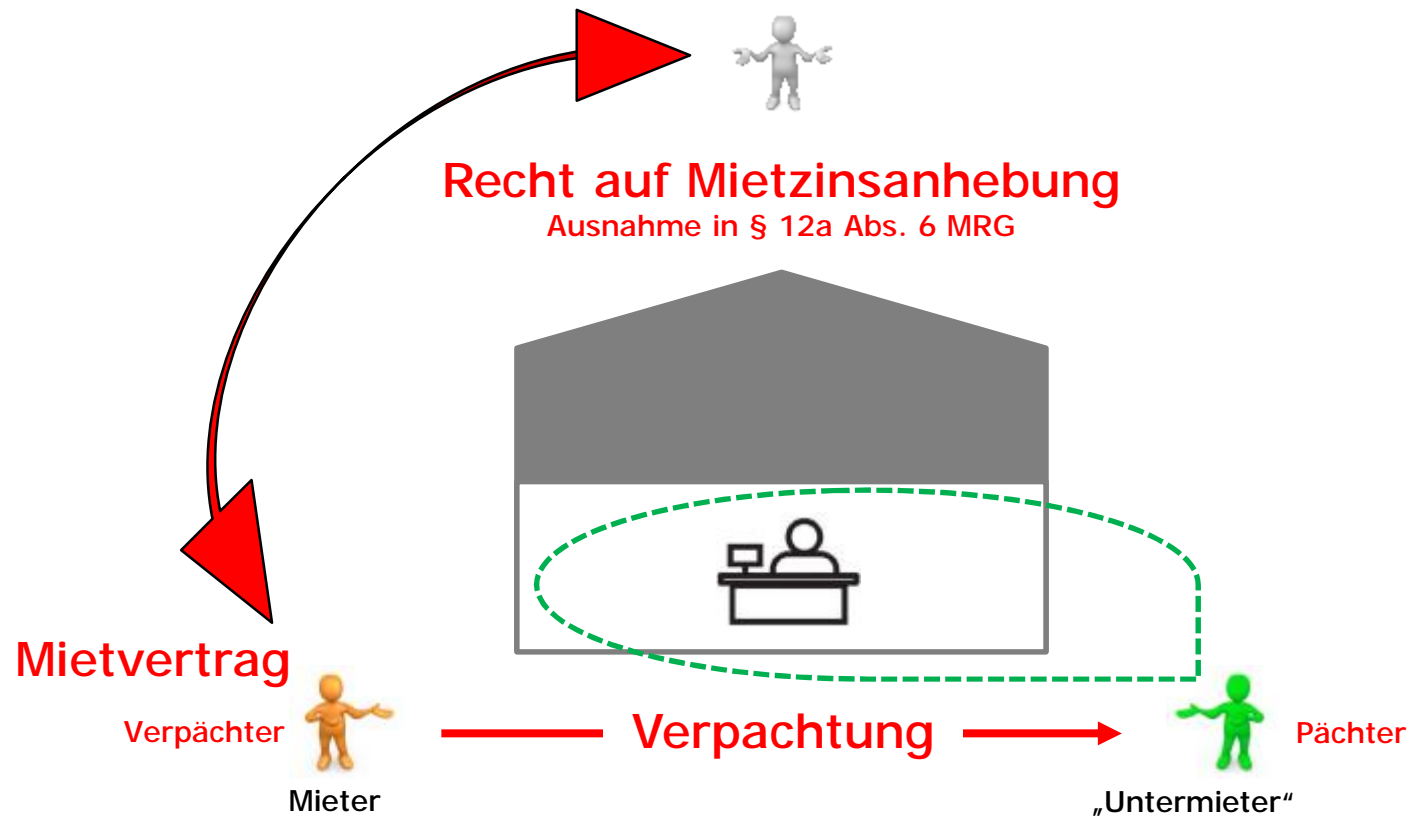 Recht auf Mietzinsanhebung
Ausnahme in § 12a Abs. 6 MRG
Mietvertrag
Verpächter
Verpachtung
Pächter
Mieter
„Untermieter“